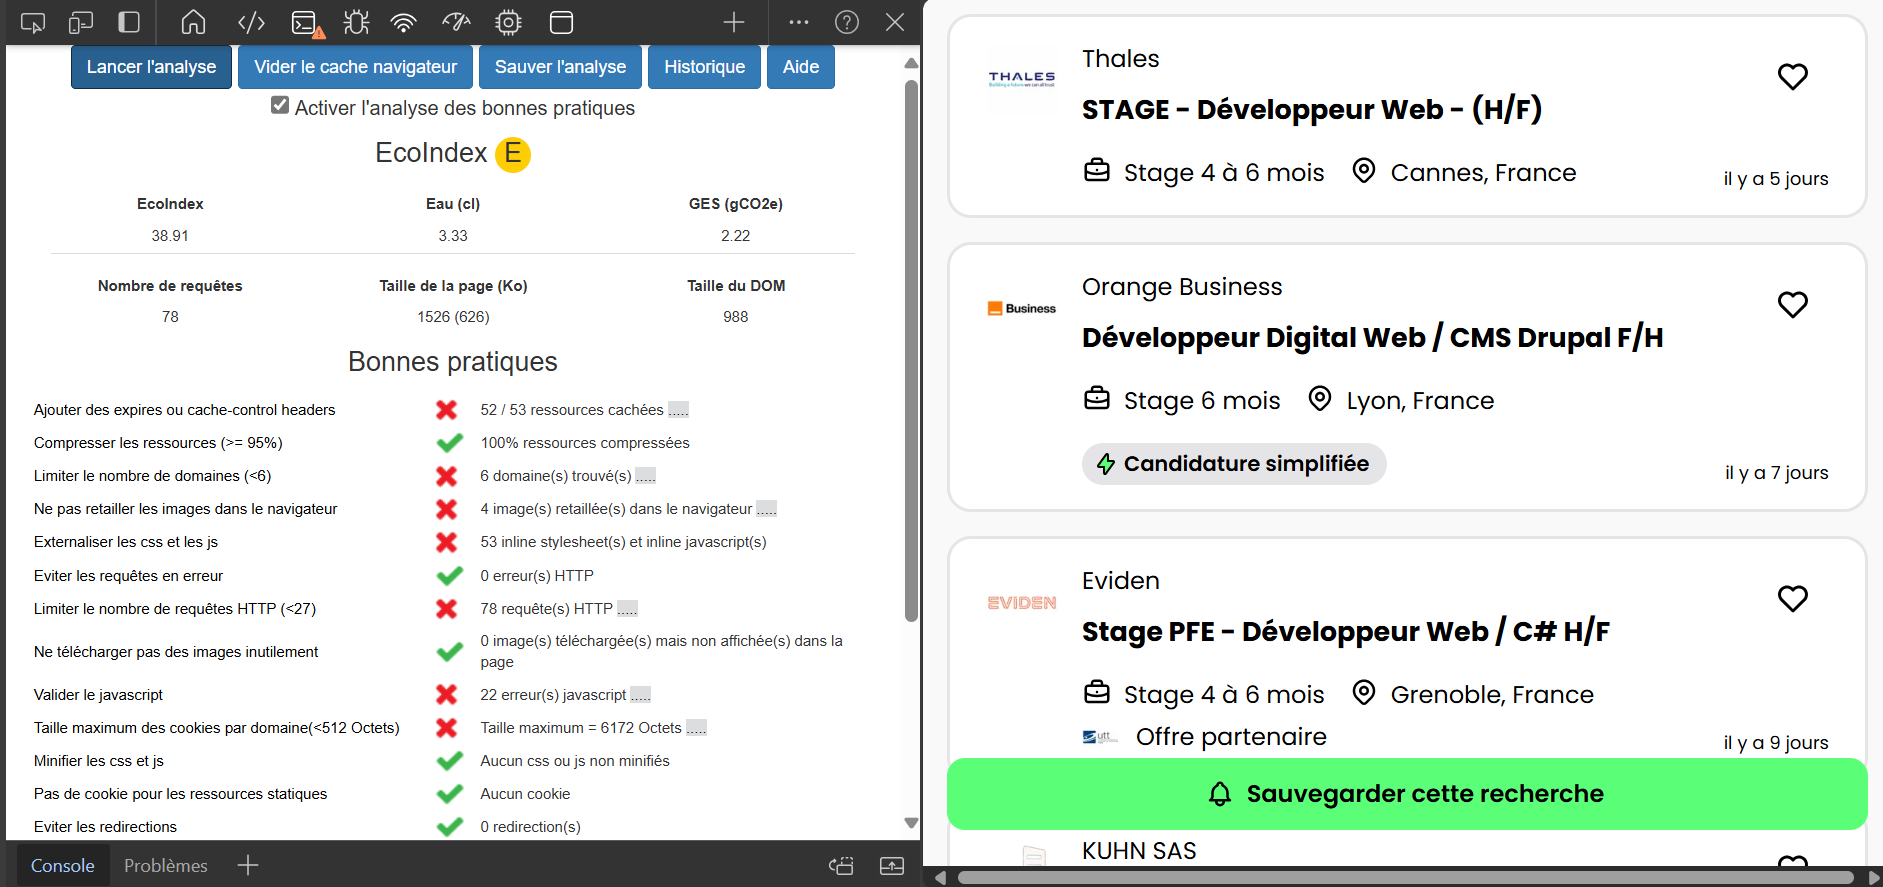 Lancer l'analyse Vider le cache navigateur Sauver l'analyse Historique Aide
Activer l'analyse des bonnes pratiques
EcoIndex E
EcoIndex Eau (cl) GES (gCO2e)
38.91 3.33 2.22
Nombre de requêtes Taille de la page (Ko) Taille du DOM
78 1526 (626) 988
Bonnes pratiques
Ajouter des expires ou cache-control headers 52 / 53 ressources cachées .....
Compresser les ressources (>= 95%) 100% ressources compressées
Limiter le nombre de domaines (<6) 6 domaine(s) trouvé(s) .....
Ne pas retailler les images dans le navigateur 4 image(s) retaillée(s) dans le navigateur .....
Externaliser les css et les js 53 inline stylesheet(s) et inline javascript(s)
Eviter les requêtes en erreur 0 erreur(s) HTTP
Limiter le nombre de requêtes HTTP (<27) 78 requête(s) HTTP .....
Ne télécharger pas des images inutilement 0 image(s) téléchargée(s) mais non affichée(s) dans la
page
Valider le javascript 22 erreur(s) javascript .....
Taille maximum des cookies par domaine(<512 Octets) Taille maximum = 6172 Octets .....
Minifier les css et js Aucun css ou js non minifiés
Pas de cookie pour les ressources statiques Aucun cookie
Eviter les redirections 0 redirection(s)
Console Problèmes
THALES
Building a future we can all trust
Thales
STAGE - Développeur Web - (H/F)
Stage 4 à 6 mois Cannes, France
il y a 5 jours
Business
Orange Business
Développeur Digital Web / CMS Drupal F/H
Stage 6 mois Lyon, France
Candidature simplifiée
il y a 7 jours
EVIDEN
Eviden
Stage PFE - Développeur Web / C# H/F
Stage 4 à 6 mois Grenoble, France
utt Offre partenaire
il y a 9 jours
Sauvegarder cette recherche
KUHN SAS